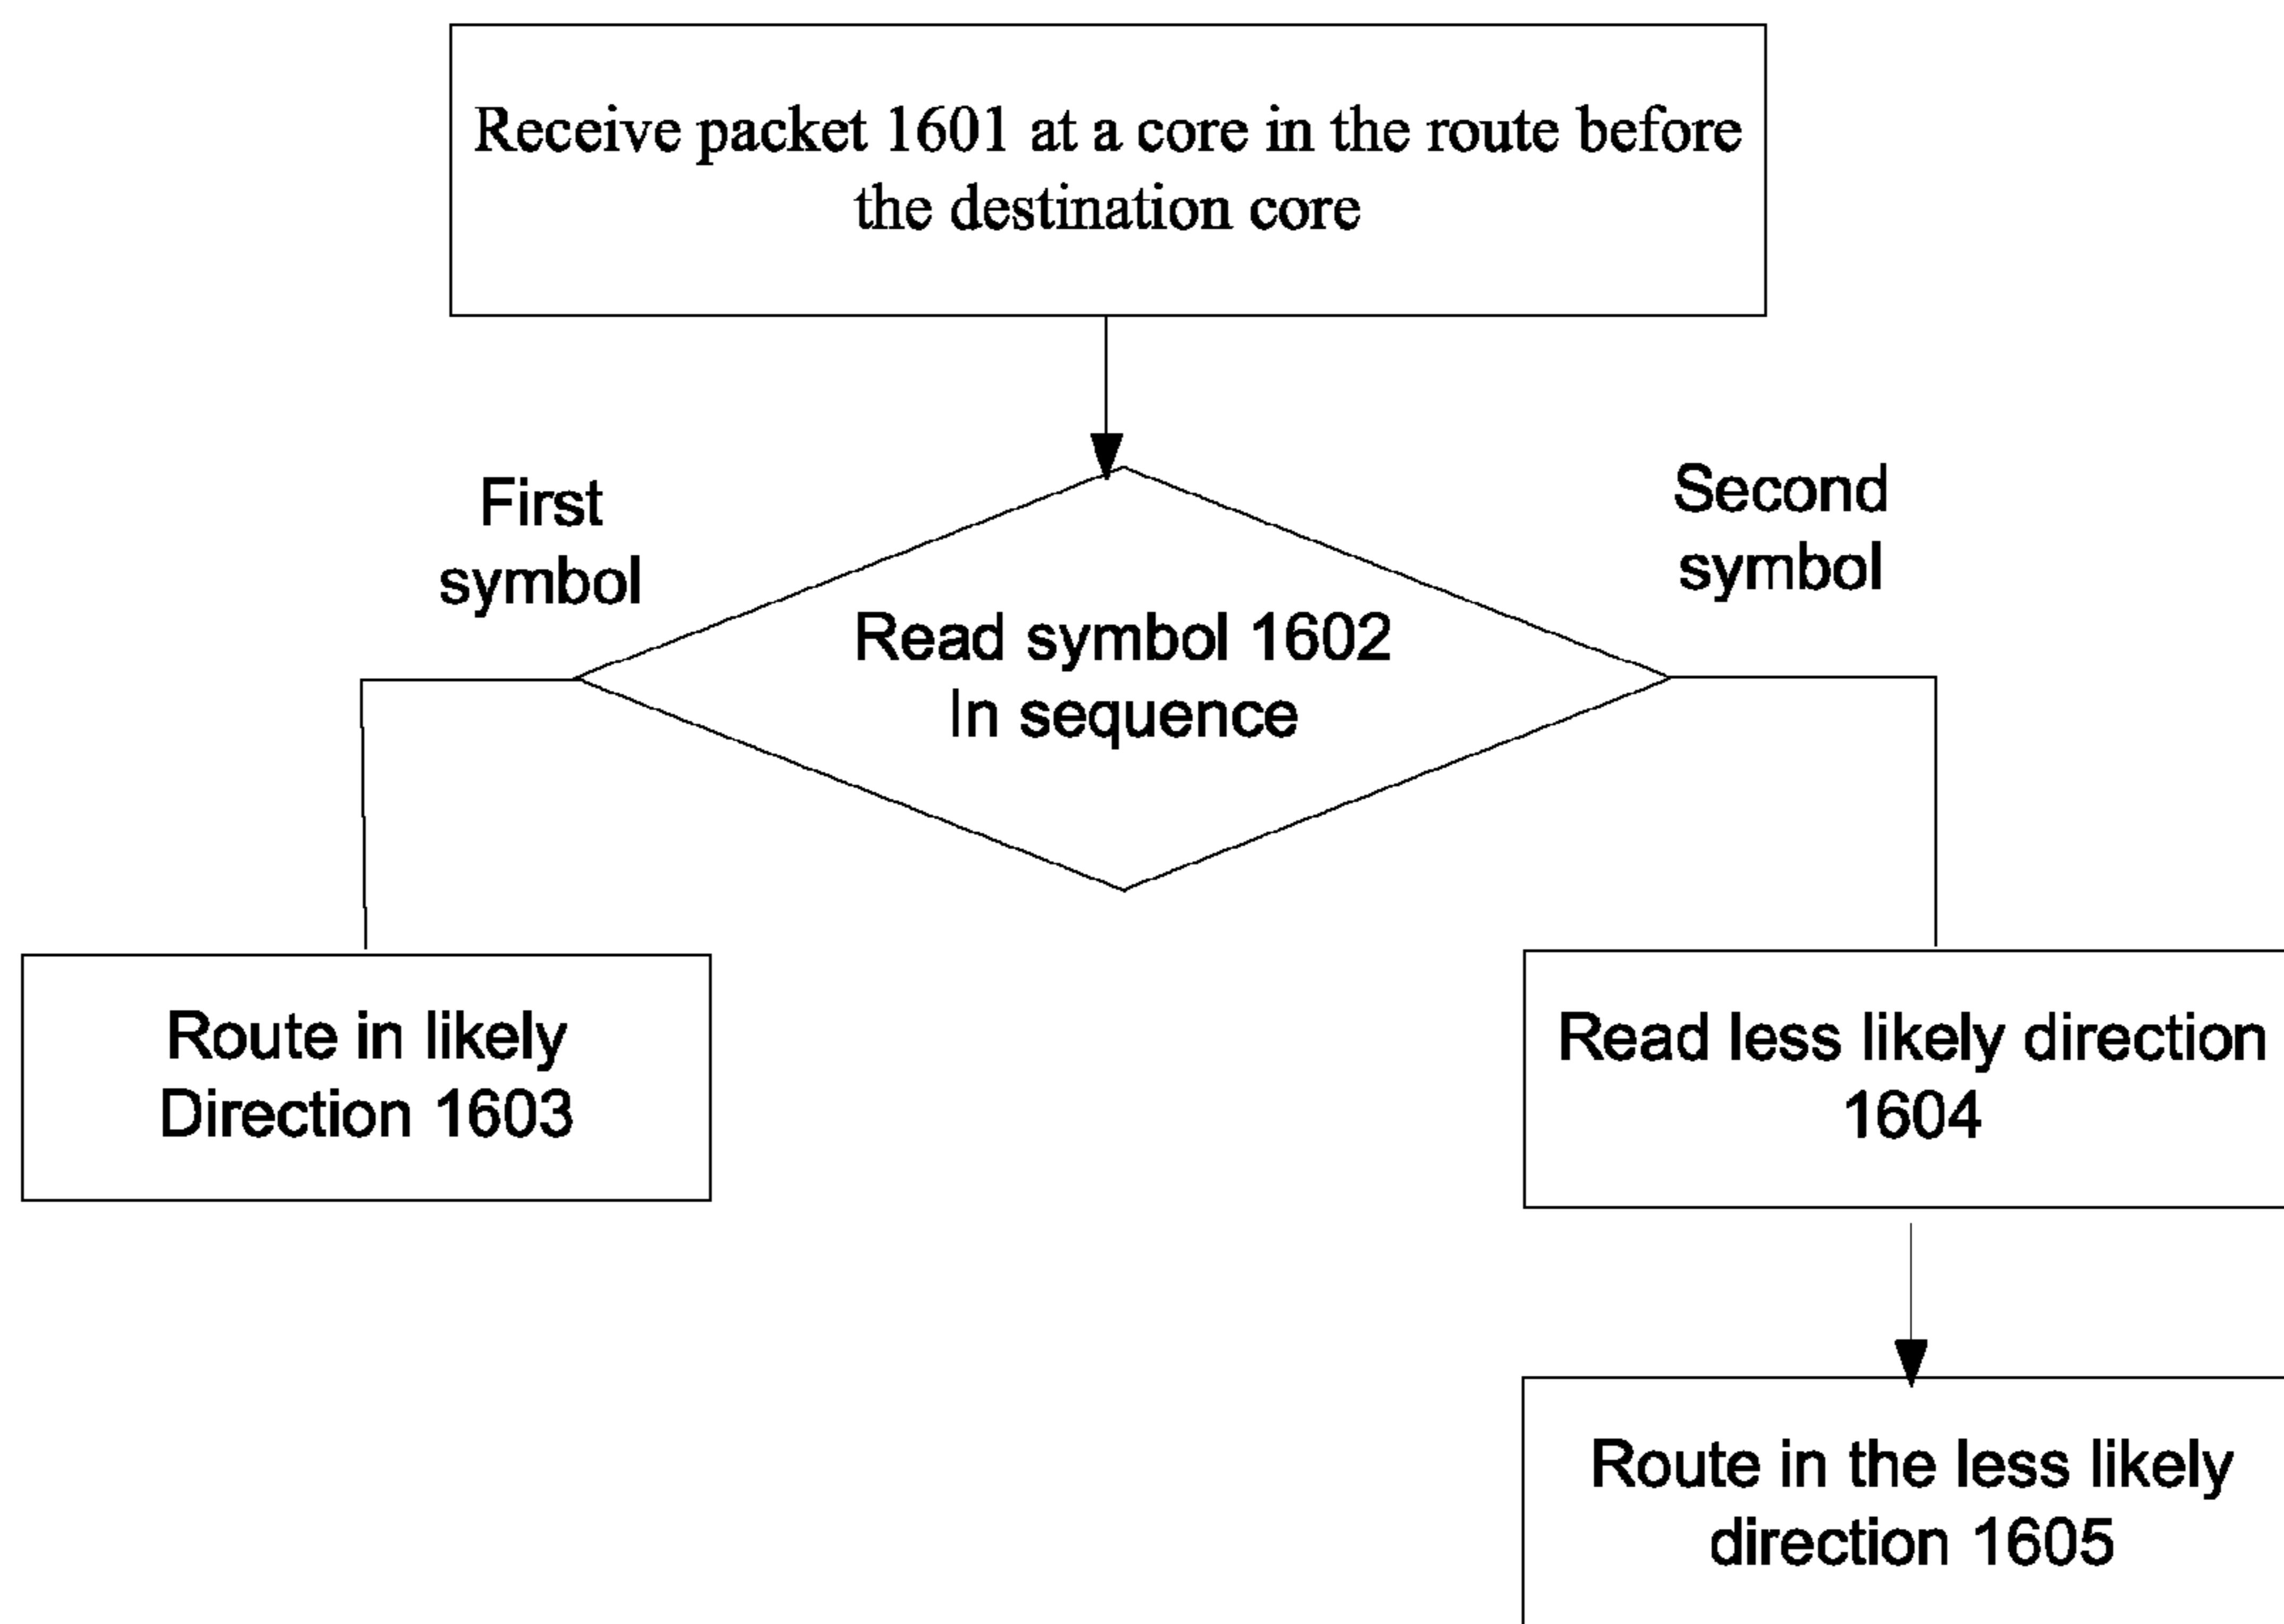 Receive packet 1601 at a core in the route before
the destination core
First
symbol
Second
symbol
Read symbol 1602
In sequence
Route in likely
Direction 1603
Read less likely direction
1604
Route in the less likely
direction 1605